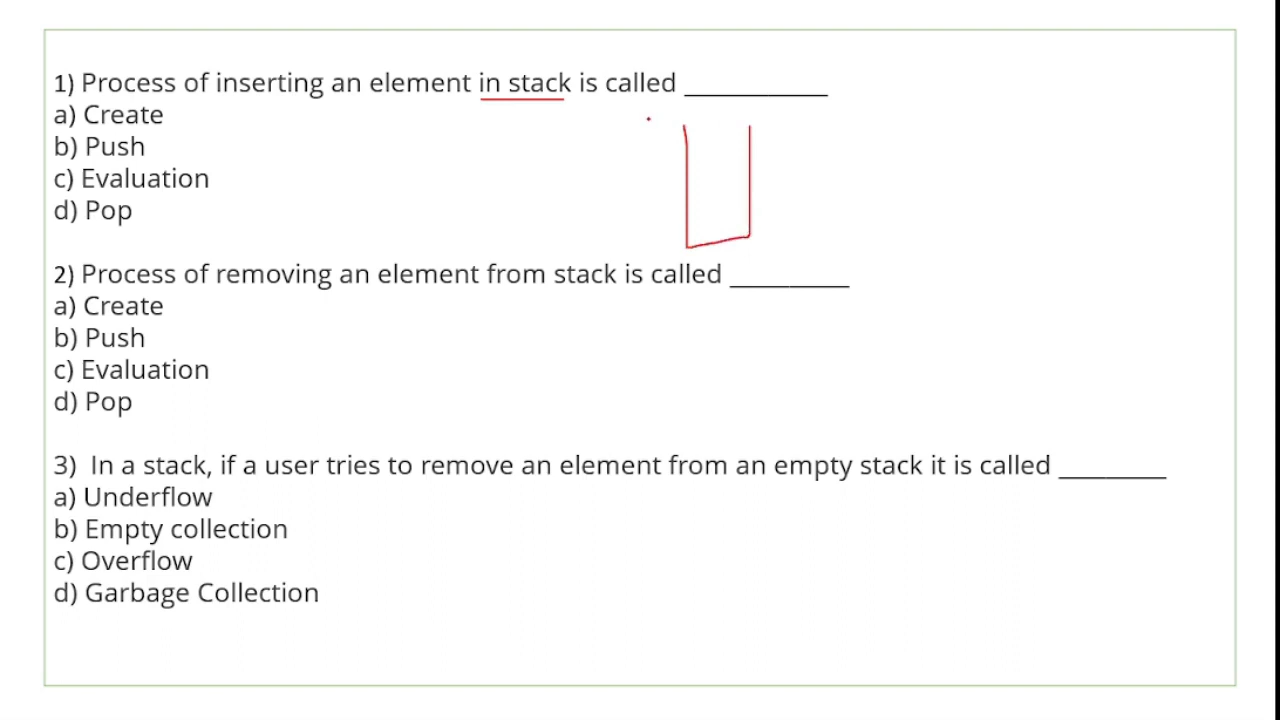 1) Process of inserting an element in stack is called ____________
a) Create
b) Push
c) Evaluation
d) Pop
2) Process of removing an element from stack is called __________
a) Create
b) Push
c) Evaluation
d) Pop
3)  In a stack, if a user tries to remove an element from an empty stack it is called _________
a) Underflow
b) Empty collection
c) Overflow
d) Garbage Collection